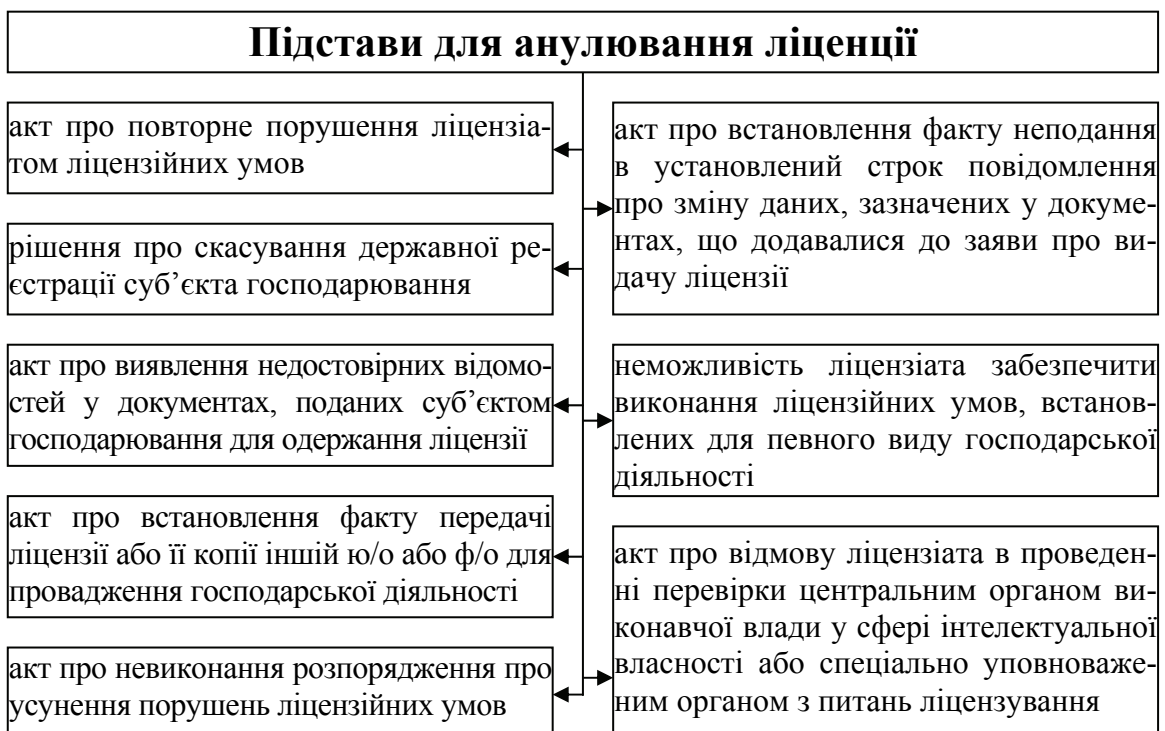 Підстави для анулювання ліцензії
акт про повторне порушення ліцензіа-
том ліцензійних умов
рішення про скасування державної ре-
єстрації суб’єкта господарювання
акт про виявлення недостовірних відомо-
стей у документах, поданих суб’єктом
господарювання для одержання ліцензії
акт про встановлення факту передачі
ліцензії або її копії іншій ю/о або ф/о для
провадження господарської діяльності
акт про невиконання розпорядження про
усунення порушень ліцензійних умов
акт про встановлення факту неподання
в установлений строк повідомлення
про зміну даних, зазначених у докуме-
нтах, що додавалися до заяви про ви-
дачу ліцензії
неможливість ліцензіата забезпечити
виконання ліцензійних умов, встанов-
лених для певного виду господарської
діяльності
акт про відмову ліцензіата в проведен-
ні перевірки центральним органом ви-
конавчої влади у сфері інтелектуальної
власності або спеціально уповноваже-
ним органом з питань ліцензування